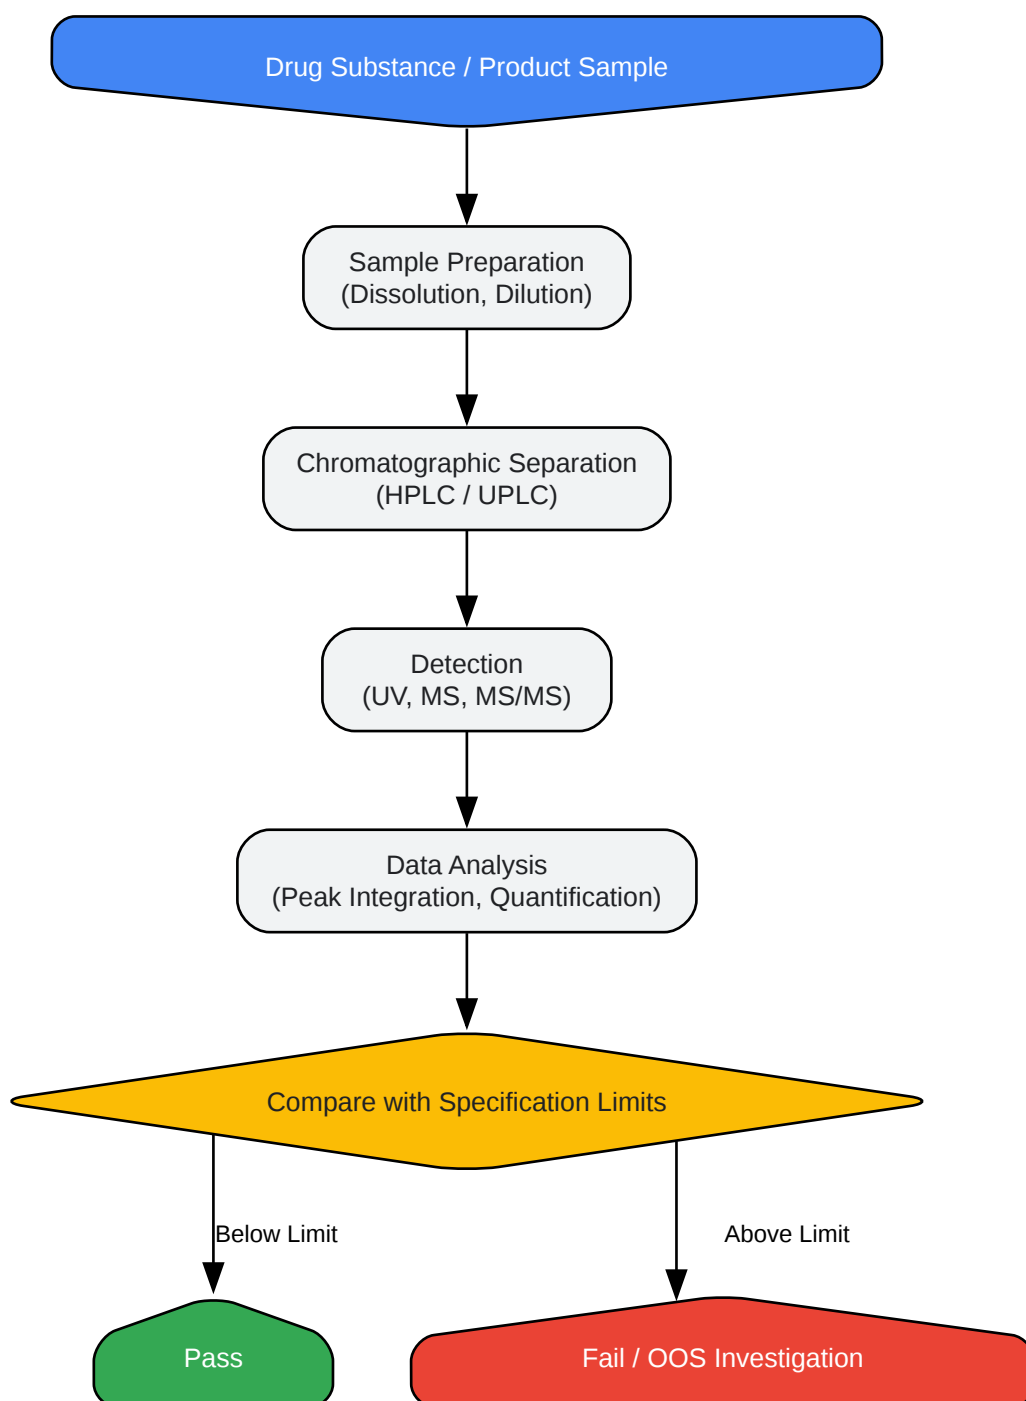 Drug Substance / Product Sample
Sample Preparation
(Dissolution, Dilution)
Chromatographic Separation
(HPLC / UPLC)
Detection
(UV, MS, MS/MS)
Data Analysis
(Peak Integration, Quantification)
Compare with Specification Limits
Below Limit
Above Limit
Pass
Fail / OOS Investigation